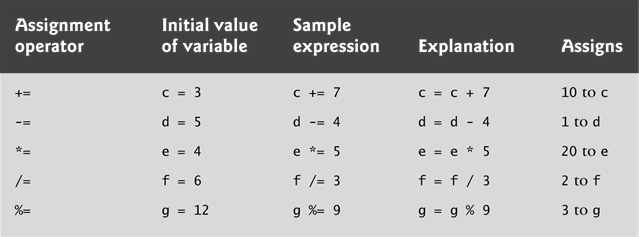 Assignment operator Initial value of variable Sample expression Explanation Assigns
+= c = 3 c += 7 c = c + 7 10 to c
-= d = 5 d -= 4 d = d - 4 1 to d
*= e = 4 e *= 5 e = e * 5 20 to e
/= f = 6 f /= 3 f = f / 3 2 to f
%= g = 12 g %= 9 g = g % 9 3 to g